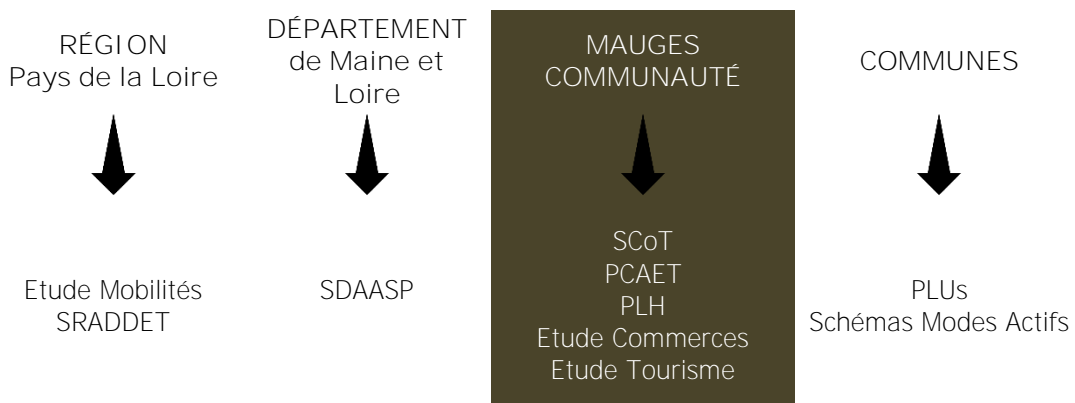 RÉGION
Pays de la Loire
DÉPARTEMENT
de Maine et
Loire
MAUGES
COMMUNAUTÉ
COMMUNES
Etude Mobilités
SRADDET
SDAASP
SCoT
PCAET
PLH
Etude Commerces
Etude Tourisme
PLUs
Schémas Modes Actifs